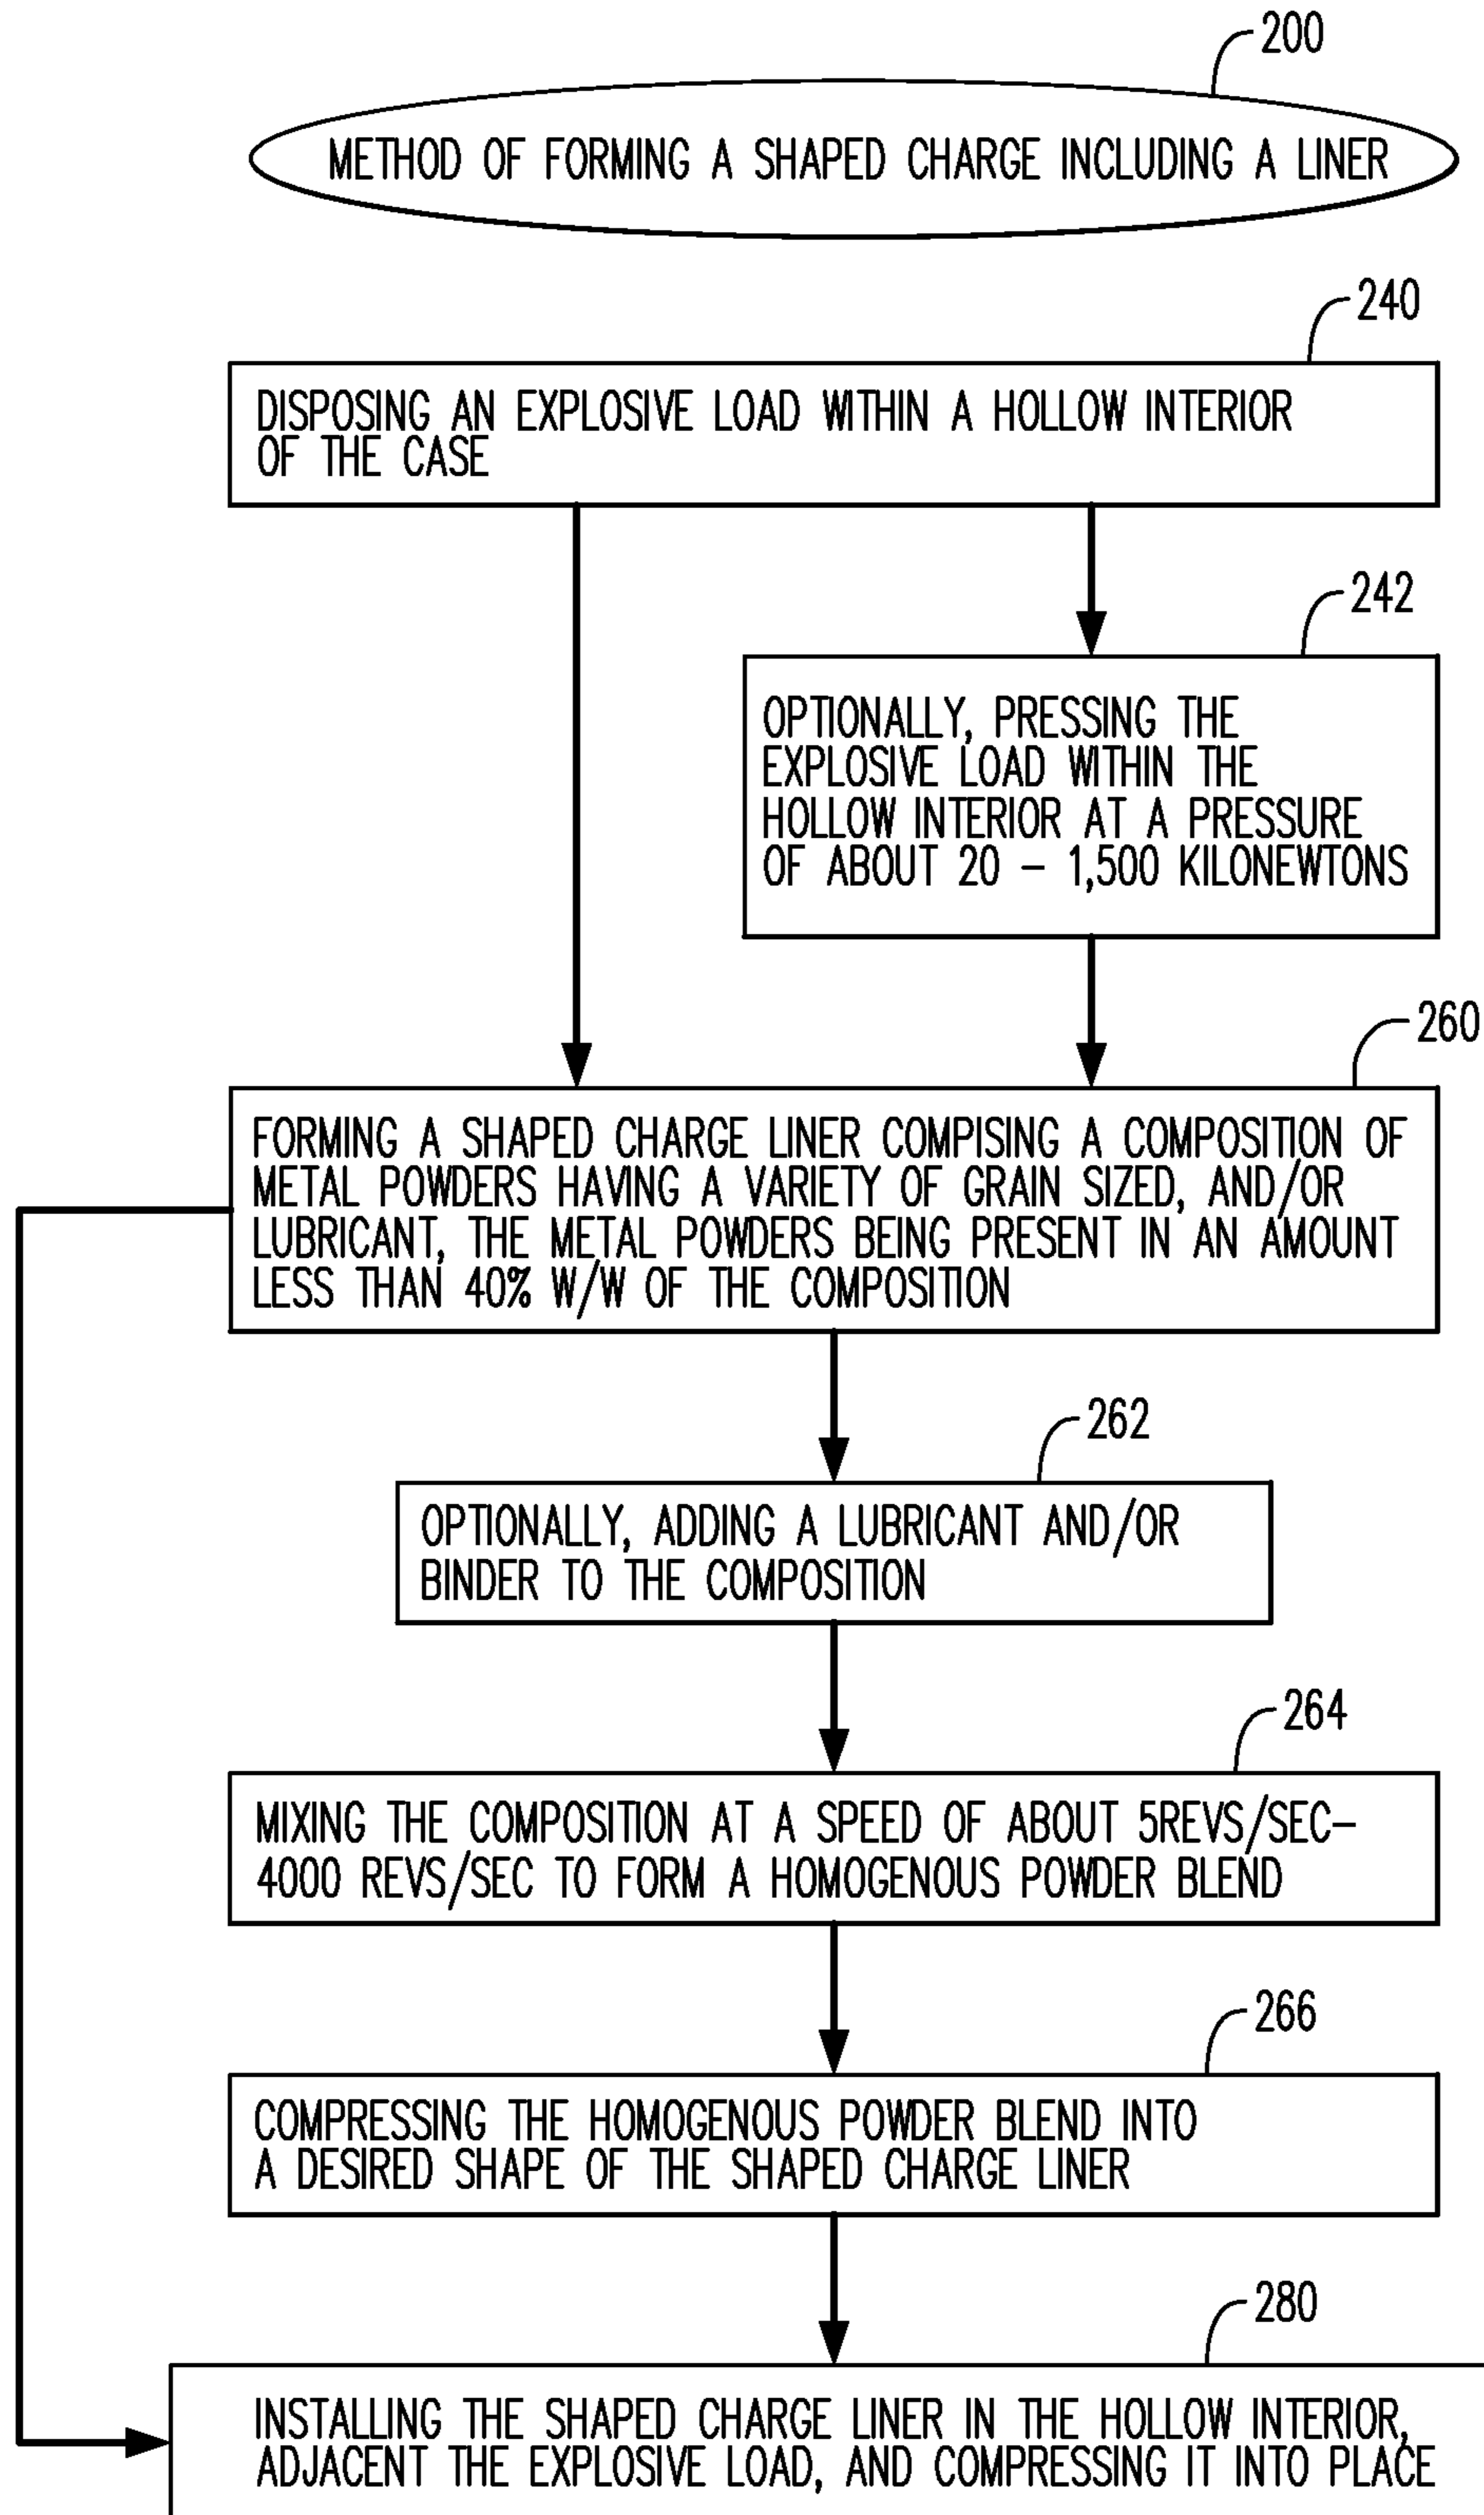 200
METHOD OF FORMING A SHAPED CHARGE INCLUDING A LINER
240
DISPOSING AN EXPLOSIVE LOAD WITHIN A HOLLOW INTERIOR
OF THE CASE
242
OPTIONALLY, PRESSING THE
EXPLOSIVE LOAD WITHIN THE
HOLLOW INTERIOR AT A PRESSURE
OF ABOUT 20 – 1,500 KILONEWTONS
260
FORMING A SHAPED CHARGE LINER COMPISING A COMPOSITION OF
METAL POWDERS HAVING A VARIETY OF GRAIN SIZED, AND/OR
LUBRICANT, THE METAL POWDERS BEING PRESENT IN AN AMOUNT
LESS THAN 40% W/W OF THE COMPOSITION
262
OPTIONALLY, ADDING A LUBRICANT AND/OR
BINDER TO THE COMPOSITION
264
MIXING THE COMPOSITION AT A SPEED OF ABOUT 5REVS/SEC–
4000 REVS/SEC TO FORM A HOMOGENOUS POWDER BLEND
266
COMPRESSING THE HOMOGENOUS POWDER BLEND INTO
A DESIRED SHAPE OF THE SHAPED CHARGE LINER
280
INSTALLING THE SHAPED CHARGE LINER IN THE HOLLOW INTERIOR,
ADJACENT THE EXPLOSIVE LOAD, AND COMPRESSING IT INTO PLACE